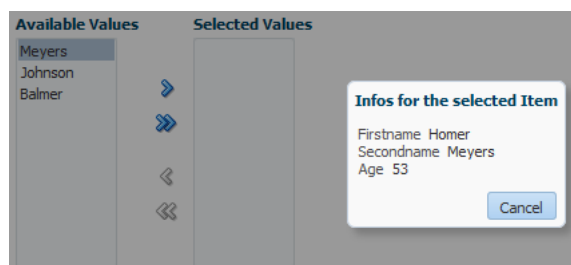 Available Values
Selected Values
Meyers
Johnson
Balmer
Infos for the selected Item
Firstname Homer
Secondname Meyers
Age 53
Cancel